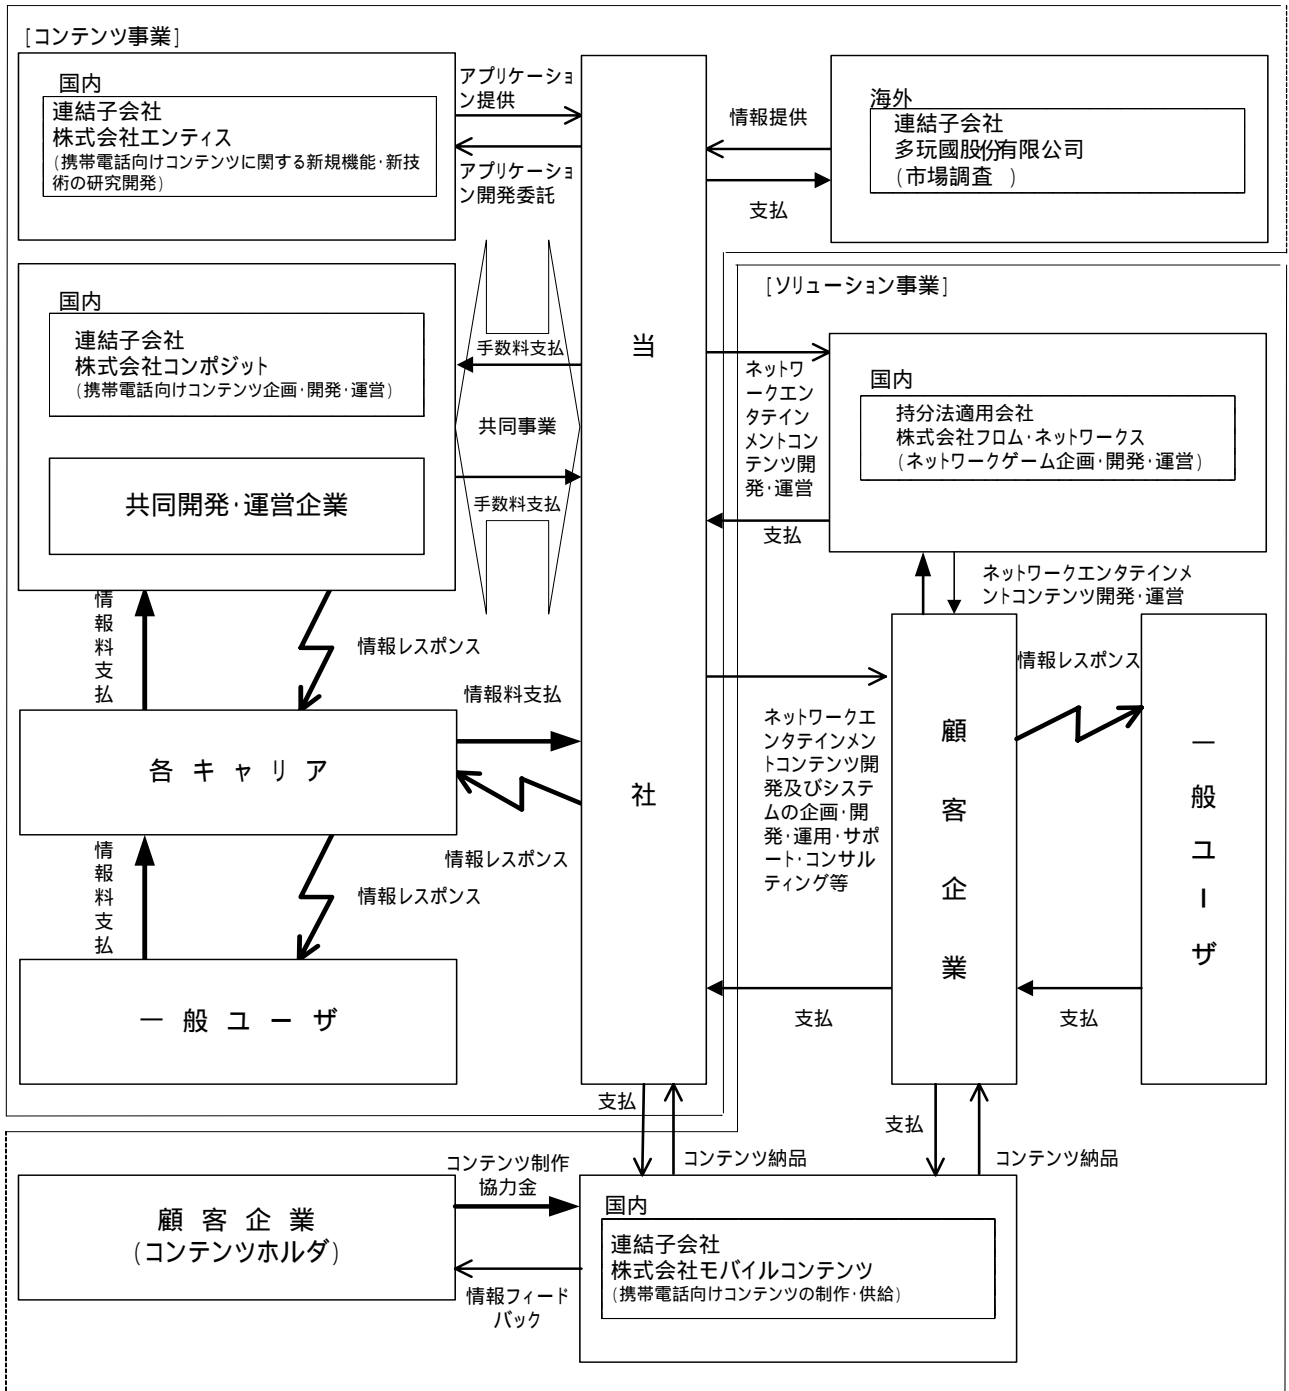 [コンテンツ事業]
国内
連結子会社
株式会社エンティス
(携帯電話向けコンテンツに関する新規機能･新技
術の研究開発)
アプリケーショ
ン提供
アプリケーショ
ン開発委託
情報提供
支払
海外
連結子会社
多玩國股份有限公司
(市場調査 )
国内
連結子会社
株式会社コンポジット
(携帯電話向けコンテンツ企画･開発･運営)
共同開発･運営企業
手数料支払
共同事業
手数料支払
当
社
[ソリューション事業]
ネットワ
ークエン
タテイン
メントコン
テンツ開
発･運営
支払
国内
持分法適用会社
株式会社フロム･ネットワークス
(ネットワークゲーム企画･開発･運営)
ネットワークエンタテインメ
ントコンテンツ開発･運営
情報料支払
情報レスポンス
各キャリア
情報料支払
情報レスポンス
情報料支払
情報レスポンス
一般ユーザ
ネットワークエ
ンタテインメン
トコンテンツ開
発及びシステ
ムの企画･開
発･運用･サポ
ート･コンサル
ティング等
支払
顧客企業
情報レスポンス
支払
一般ユーザ
支払
コンテンツ納品
支払
コンテンツ納品
顧客企業
(コンテンツホルダ)
コンテンツ制作
協力金
情報フィード
バック
国内
連結子会社
株式会社モバイルコンテンツ
(携帯電話向けコンテンツの制作･供給)